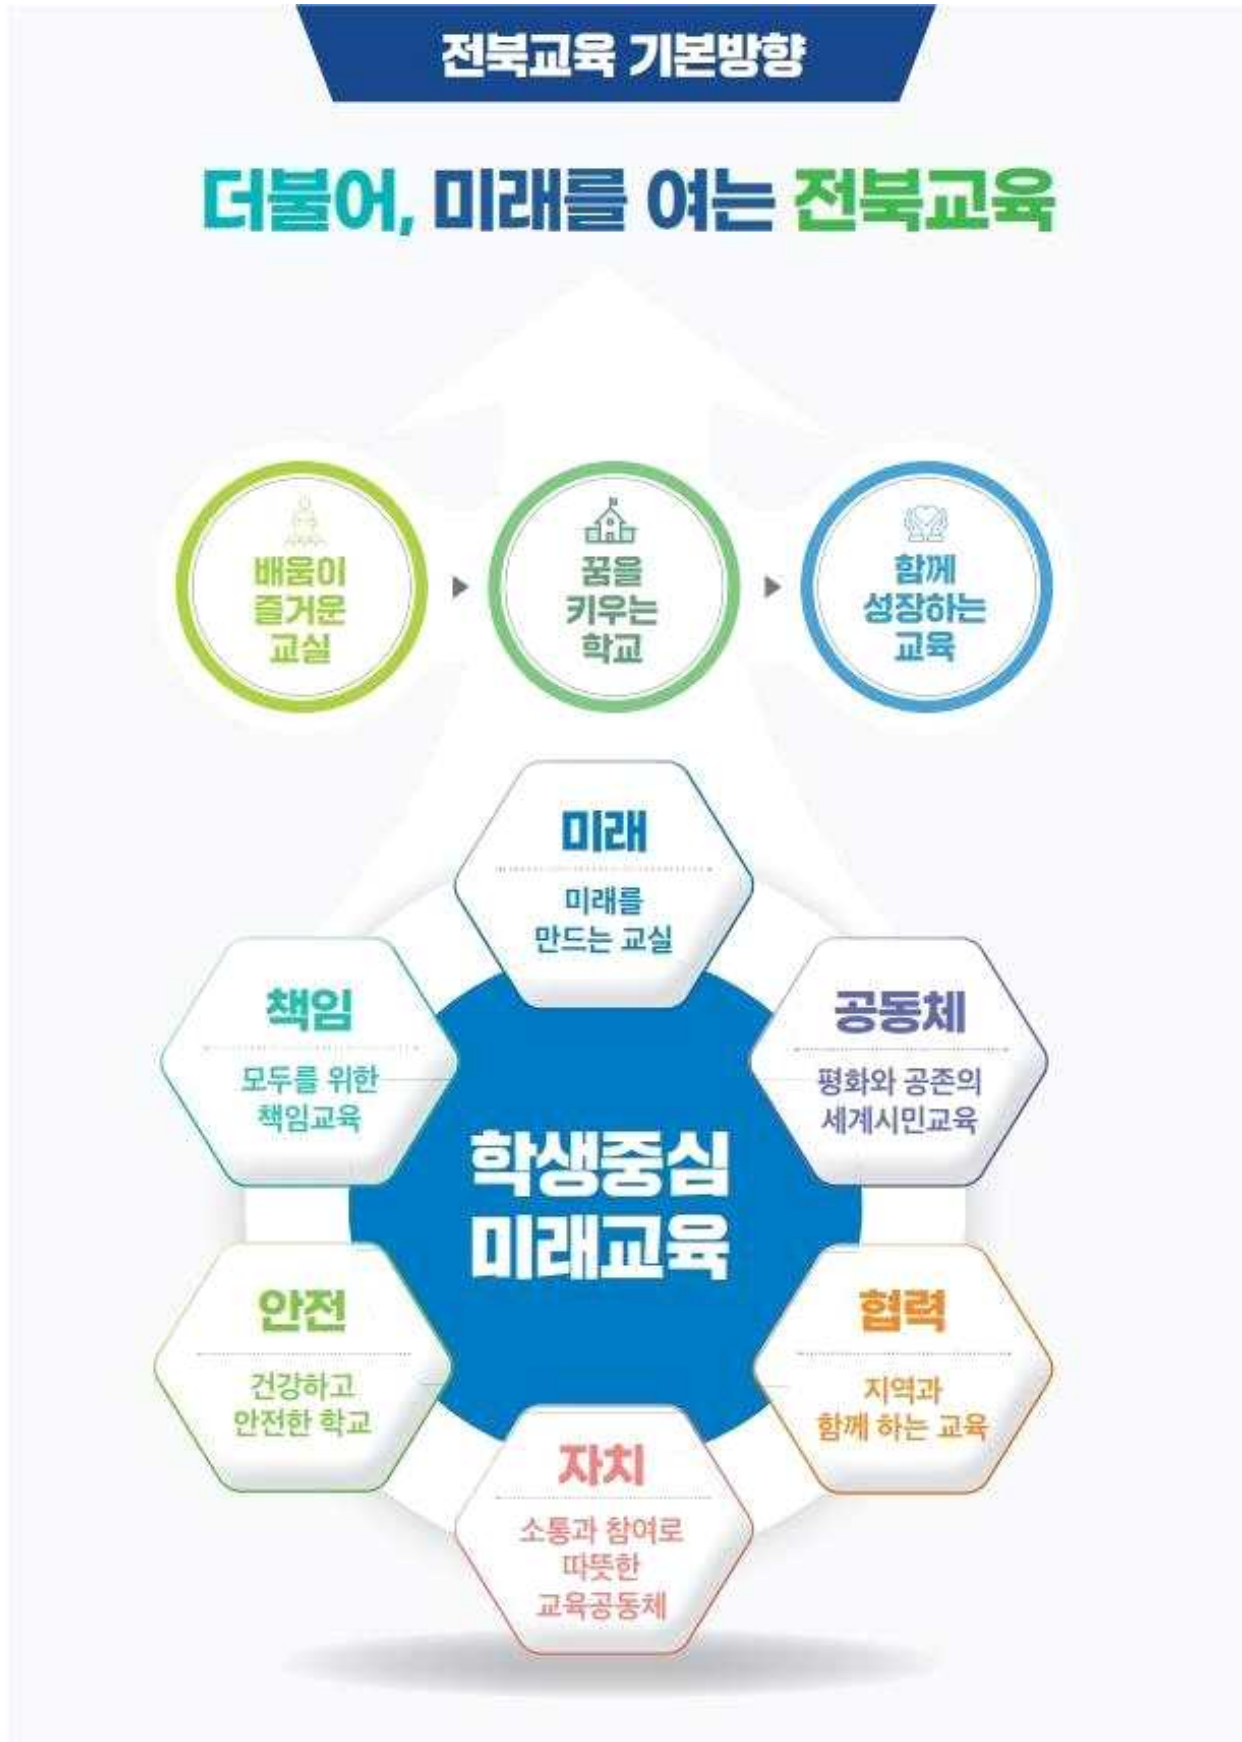 전북교육 기본방향
더불어, 미래를 여는 전북교육
배움이
즐거운
교실
꿈을
키우는
학교
함께
성장하는
교육
미래
미래를
만드는 교실
책임
모두를 위한
책임교육
공동체
평화와 공존의
세계시민교육
학생중심
미래교육
안전
건강하고
안전한 학교
협력
지역과
함께 하는 교육
자치
소통과 참여로
따뜻한
교육공동체